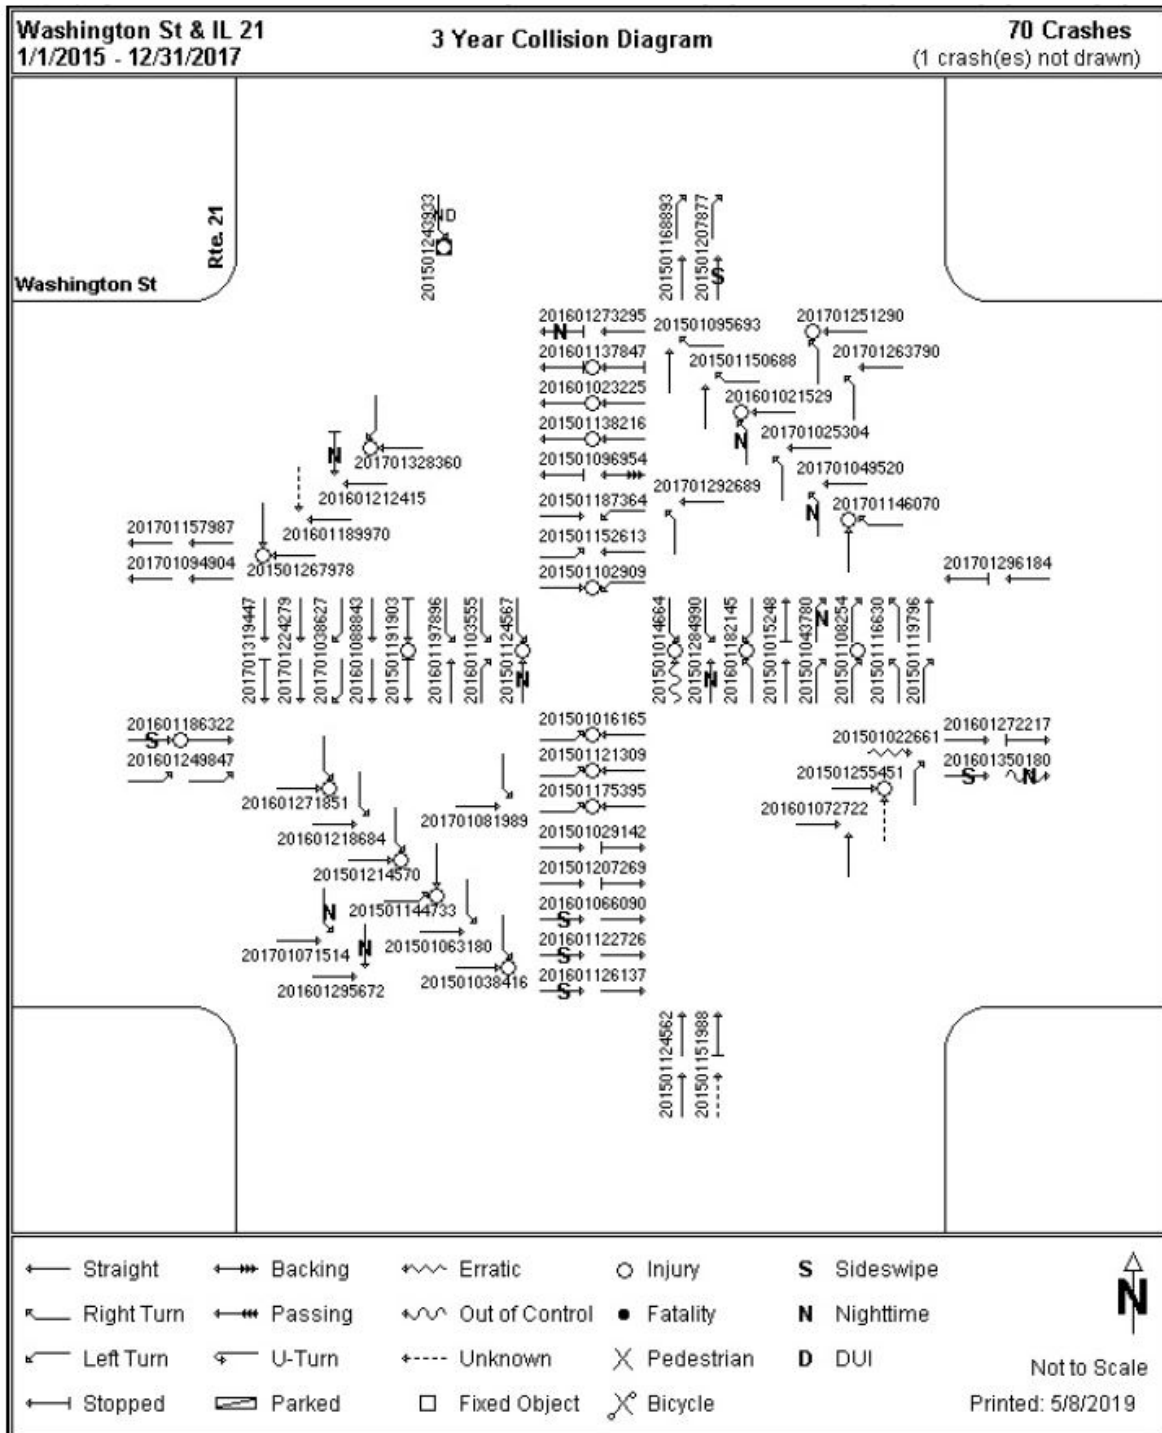 Washington St & IL 21
1/1/2015 - 12/31/2017
3 Year Collision Diagram
70 Crashes
(1 crash(es) not drawn)
Rte. 21
Washington St
201501243933
ND
201501168893
201501207877
S
201601273295
N
201601137847
201601023225
201501138216
201501096954
201501187364
201501152613
201501102909
201501095693
201501150688
201601021529
N
201701025304
201701049520
N
201701146070
201701251290
201701263790
201701292689
201701328360
N
201601212415
201601189970
201501267978
201701157987
201701094904
201701296184
201701319447
201701224279
201701038627
201601088843
201501191903
201601197896
201601103555
201501124567
N
201501014664
201501284990
N
201601182145
201501015248
201501043780
N
201501108254
201501116630
201501119796
201601186322
S
201601249847
201501016165
201501121309
201501175395
201501029142
201501207269
201601066090
S
201601122726
S
201601126137
S
201501022661
201501255451
201601072722
201601272217
201601350180
S
N
201601271851
201601218684
201501214570
201501144733
201701081989
N
201701071514
N
201501063180
201601295672
201501038416
201501124562
201501151988
Straight
Backing
Erratic
Injury
S Sideswipe
Right Turn
Passing
Out of Control
Fatality
N Nighttime
Left Turn
U-Turn
Unknown
Pedestrian
D DUI
Stopped
Parked
Fixed Object
Bicycle
N
Not to Scale
Printed: 5/8/2019